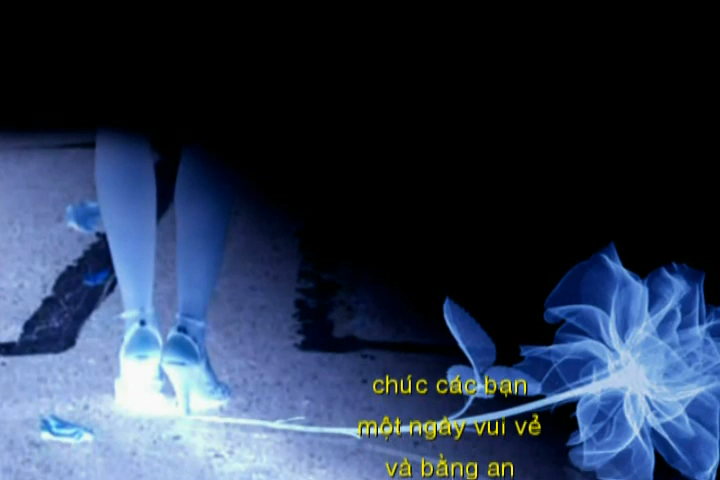 chúc các bạn
một ngày vui vẻ
và bằng an